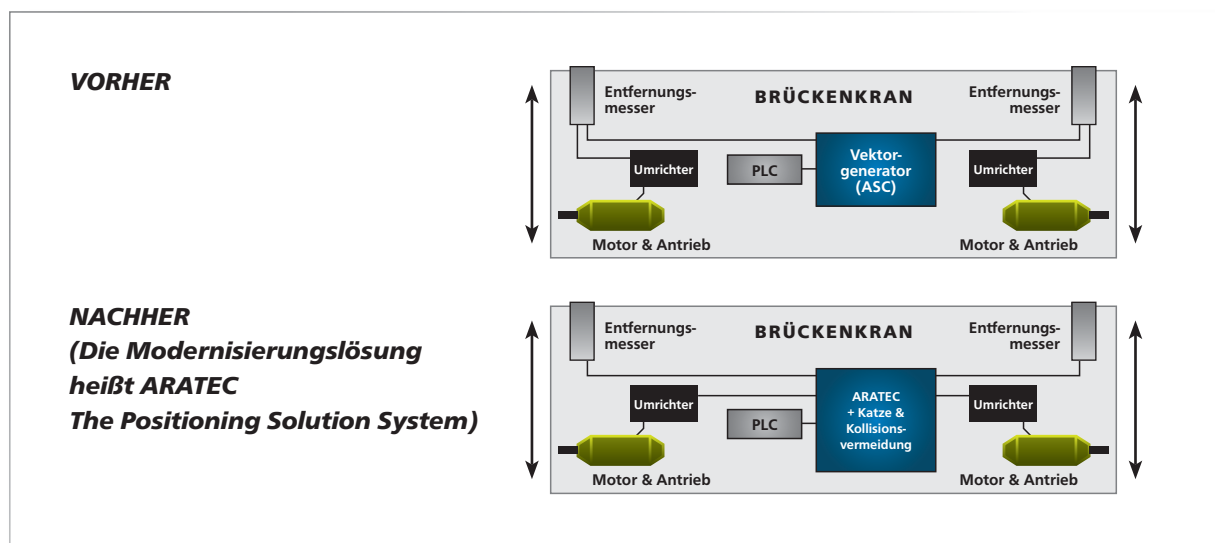 VORHER
Entfernungs-
messer
BRÜCKENKRAN
Entfernungs-
messer
Umrichter
PLC
Vektor-
generator
(ASC)
Umrichter
Motor & Antrieb
Motor & Antrieb
NACHHER
(Die Modernisierungslösung
heißt ARATEC
The Positioning Solution System)
Entfernungs-
messer
BRÜCKENKRAN
Entfernungs-
messer
Umrichter
PLC
ARATEC
+ Katze &
Kollisions-
vermeidung
Umrichter
Motor & Antrieb
Motor & Antrieb